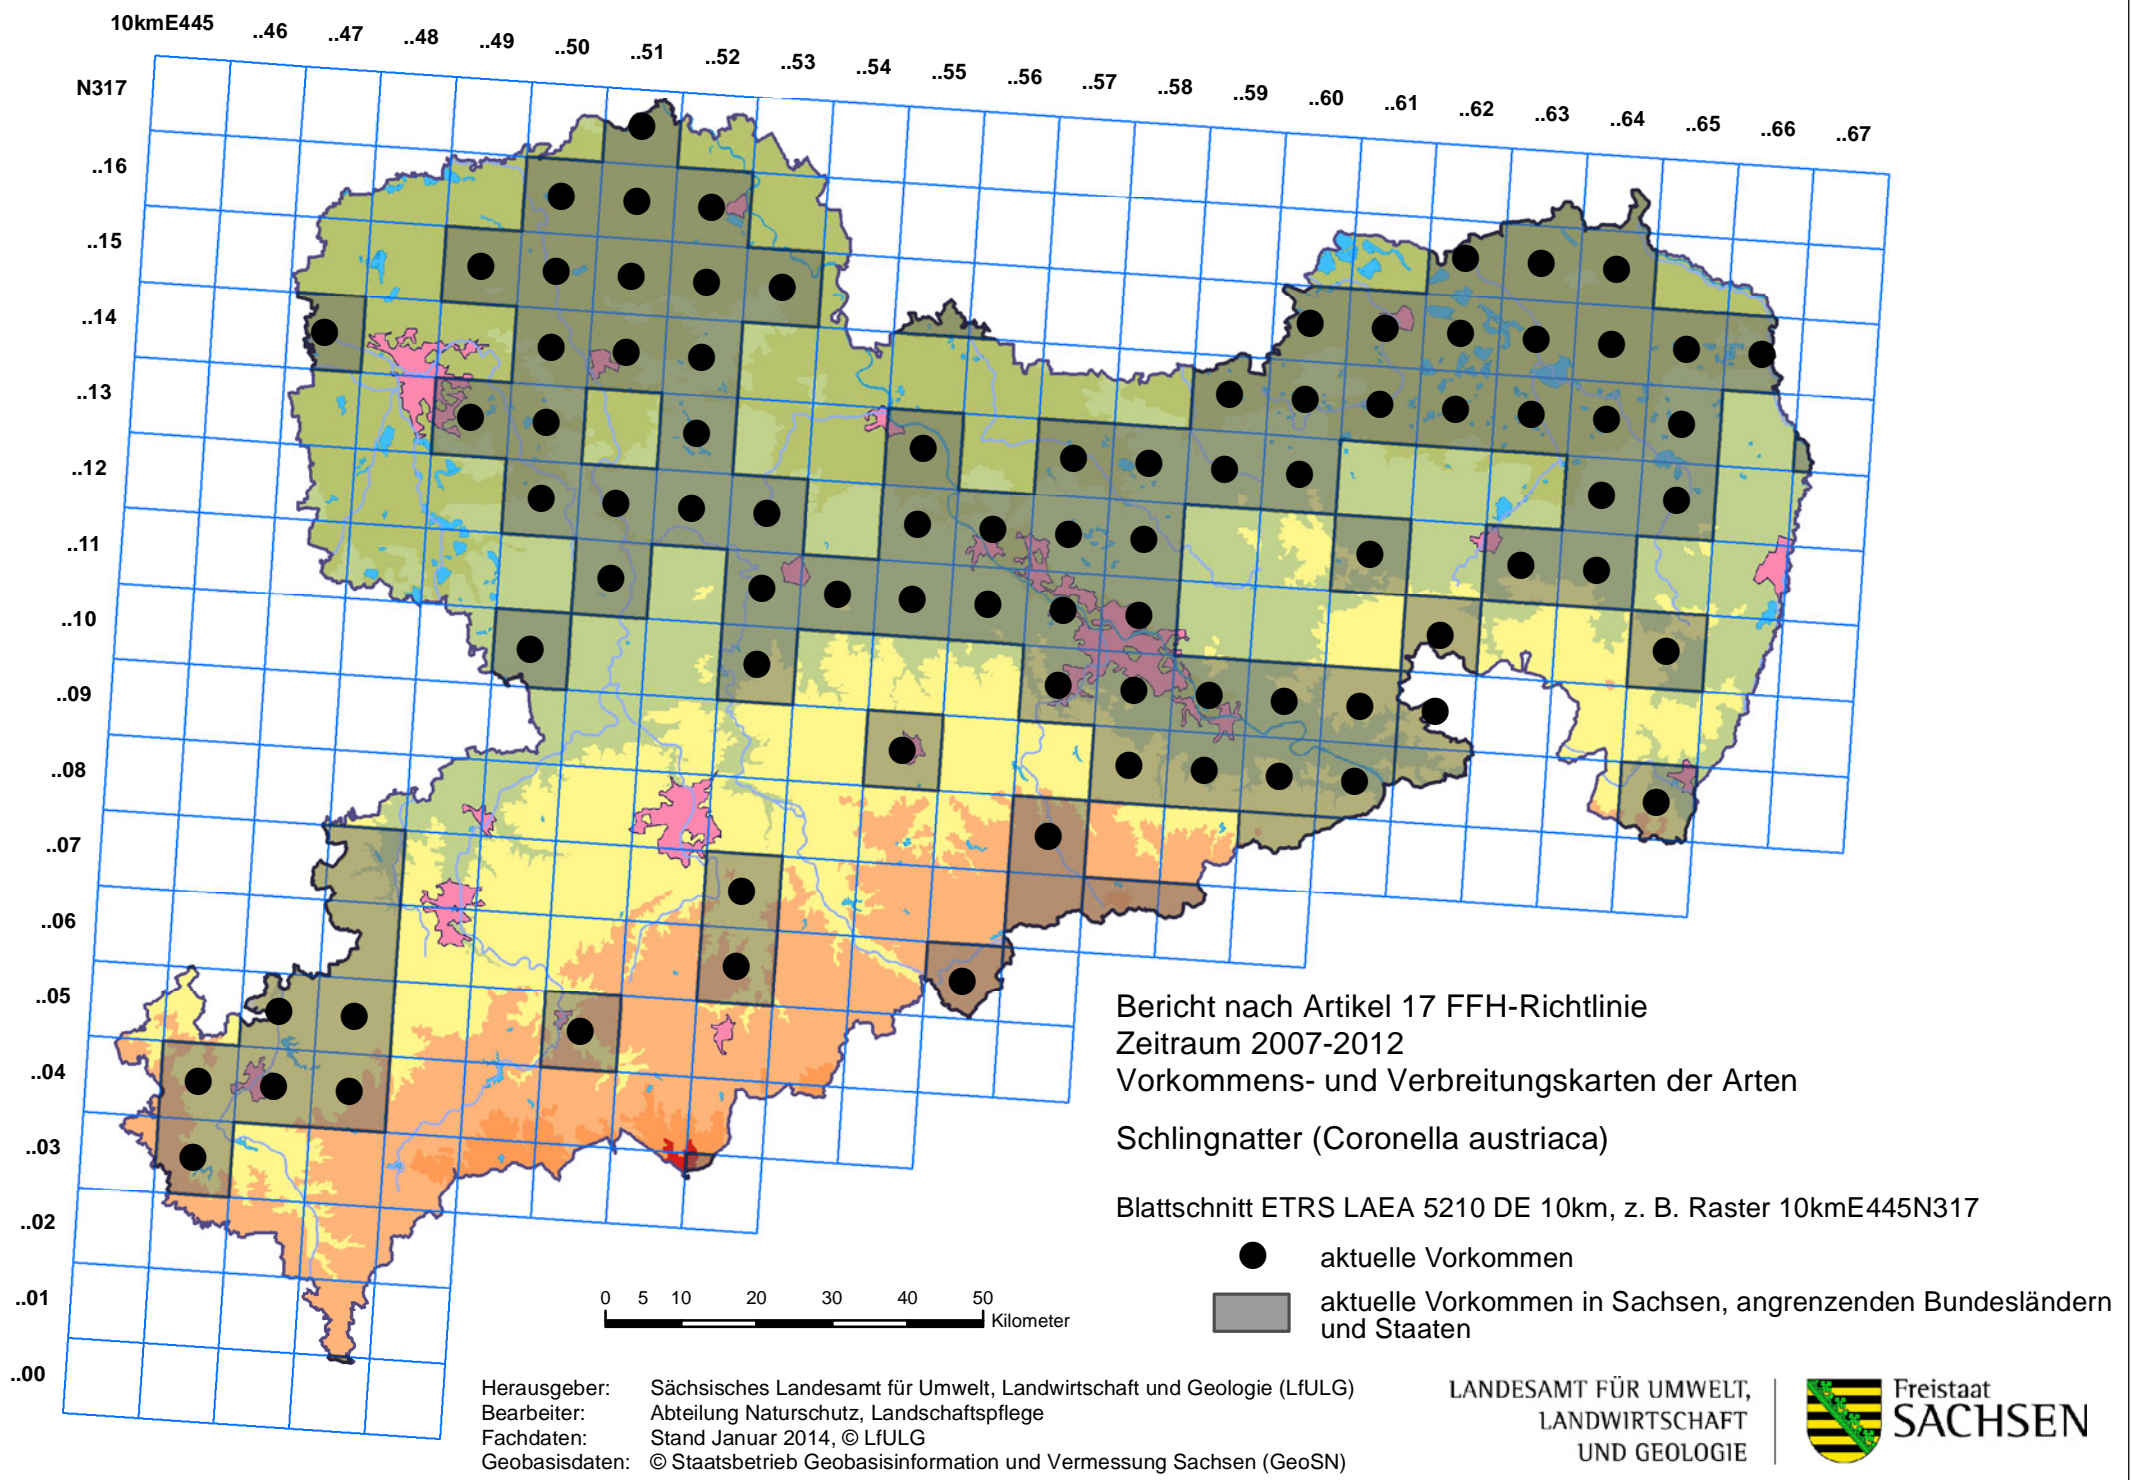 10kmE445 ..46 ..47 ..48 ..49 ..50 ..51 ..52 ..53 ..54 ..55 ..56 ..57 ..58 ..59 ..60 ..61 ..62 ..63 ..64 ..65 ..66 ..67
N317
..16
..15
..14
..13
..12
..11
..10
..09
..08
..07
..06
..05
..04
..03
..02
..01
..00
Bericht nach Artikel 17 FFH-Richtlinie
Zeitraum 2007-2012
Vorkommens- und Verbreitungskarten der Arten
Schlingnatter (Coronella austriaca)
Blattschnitt ETRS LAEA 5210 DE 10km, z. B. Raster 10kmE445N317
aktuelle Vorkommen
aktuelle Vorkommen in Sachsen, angrenzenden Bundesländern
und Staaten
0 5 10 20 30 40 50
Kilometer
Herausgeber: Sächsisches Landesamt für Umwelt, Landwirtschaft und Geologie (LfULG)
Bearbeiter: Abteilung Naturschutz, Landschaftspflege
Fachdaten: Stand Januar 2014, © LfULG
Geobasisdaten: © Staatsbetrieb Geobasisinformation und Vermessung Sachsen (GeoSN)
LANDESAMT FÜR UMWELT,
LANDWIRTSCHAFT
UND GEOLOGIE
Freistaat
SACHSEN